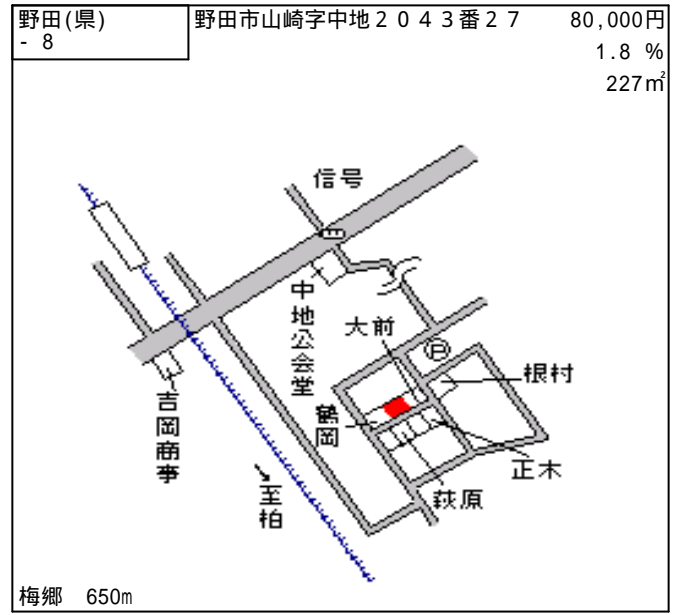 野田(県)
- 8
野田市山崎字中地２０４３番２７
80,000円
1.8 %
227㎡
信号
中地公会堂
大前
Ⓟ
根村
鶴岡
吉岡商事
正木
萩原
至柏
梅郷 650m